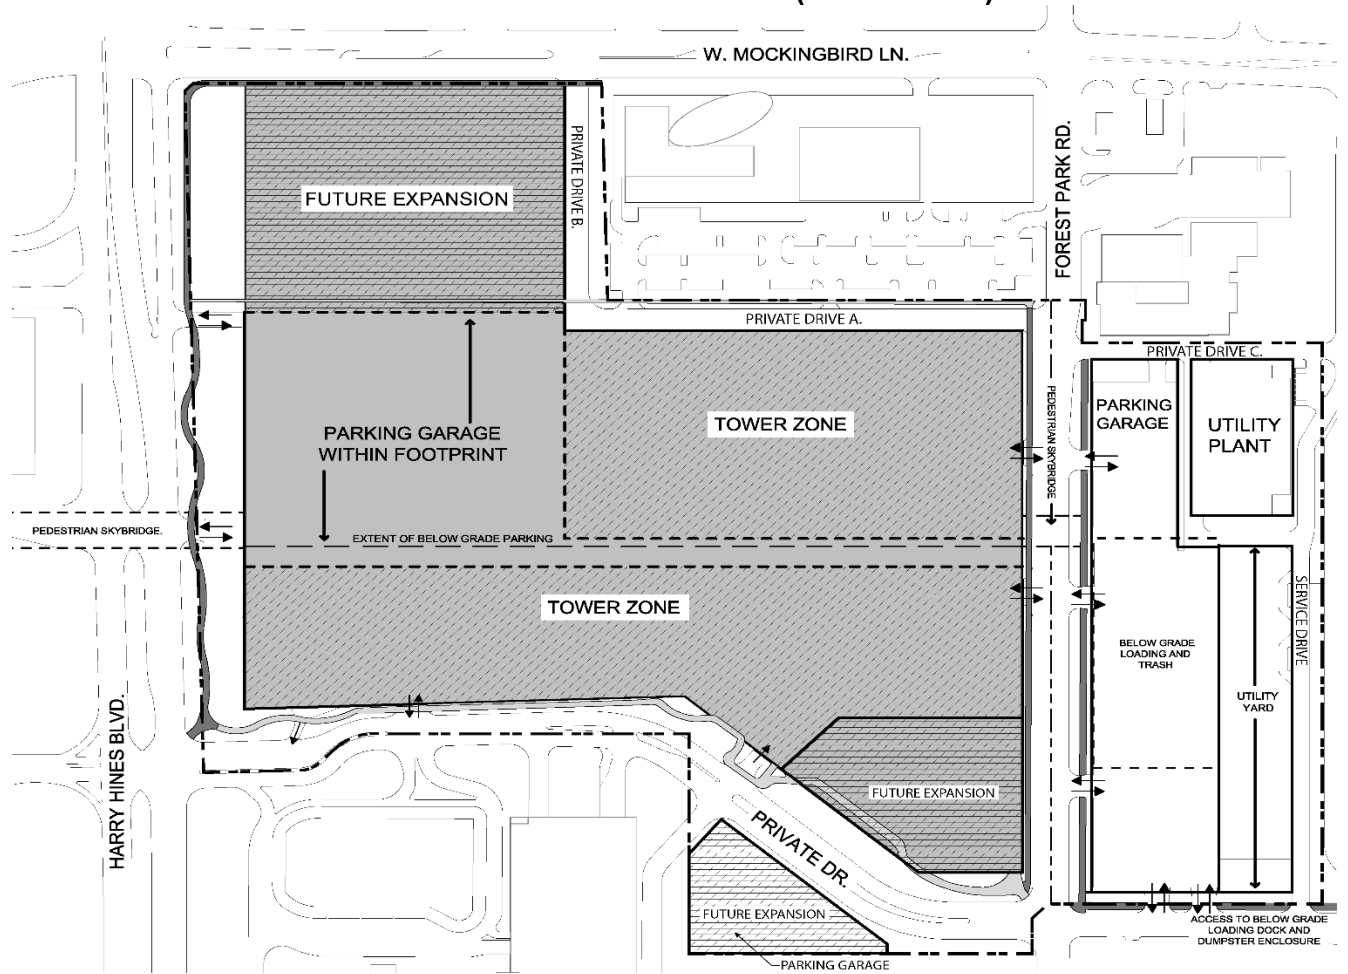 W. MOCKINGBIRD LN.
PRIVATE DRIVE B.
FOREST PARK RD.
FUTURE EXPANSION
PRIVATE DRIVE A.
PRIVATE DRIVE C.
PARKING
GARAGE
UTILITY
PLANT
TOWER ZONE
PARKING GARAGE
WITHIN FOOTPRINT
PEDESTRIAN SKYBRIDGE
PEDESTRIAN SKYBRIDGE.
EXTENT OF BELOW GRADE PARKING
TOWER ZONE
SERVICE DRIVE
BELOW GRADE
LOADING AND
TRASH
UTILITY
YARD
HARRY HINES BLVD.
FUTURE EXPANSION
PRIVATE DR.
FUTURE EXPANSION
ACCESS TO BELOW GRADE
LOADING DOCK AND
DUMPSTER ENCLOSURE
PARKING GARAGE